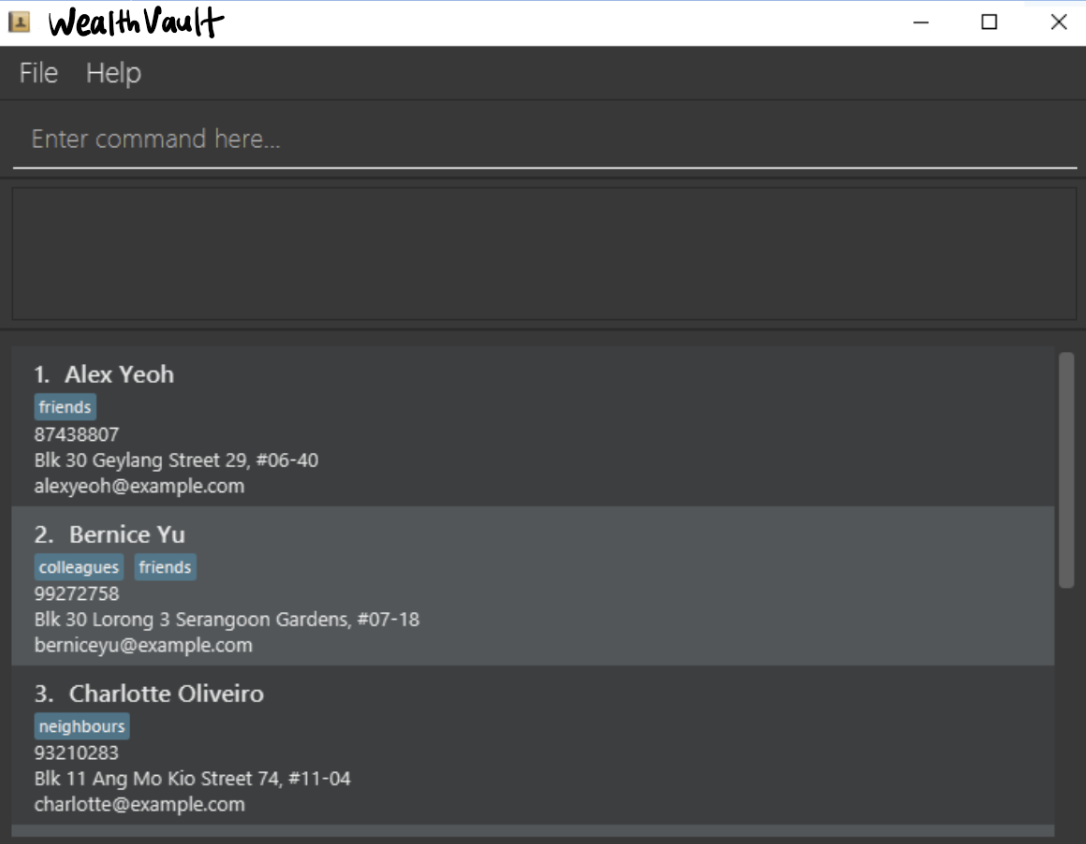 WealthVault
File Help
Enter command here...
1. Alex Yeoh
friends
87438807
Blk 30 Geylang Street 29, #06-40
alexyeoh@example.com
2. Bernice Yu
colleagues friends
99272758
Blk 30 Lorong 3 Serangoon Gardens, #07-18
berniceyu@example.com
3. Charlotte Oliveiro
neighbours
93210283
Blk 11 Ang Mo Kio Street 74, #11-04
charlotte@example.com